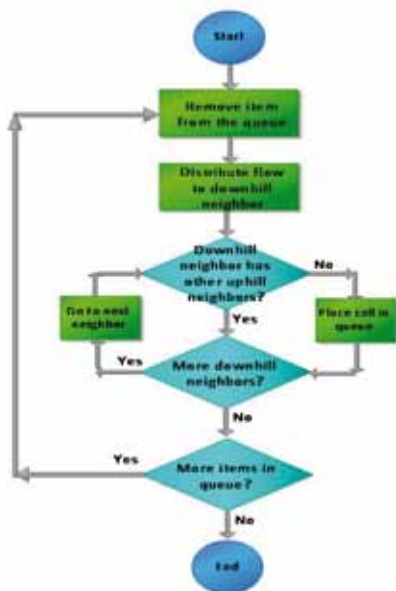 Start
Remove item
from the queue
Distribute flow
to downhill
neighbor
Downhill
neighbor has
other uphill
neighbors?
No
Go to next
neighbor
Place cell in
queue
Yes
Yes
More downhill
neighbors?
No
Yes
More items in
queue?
No
End